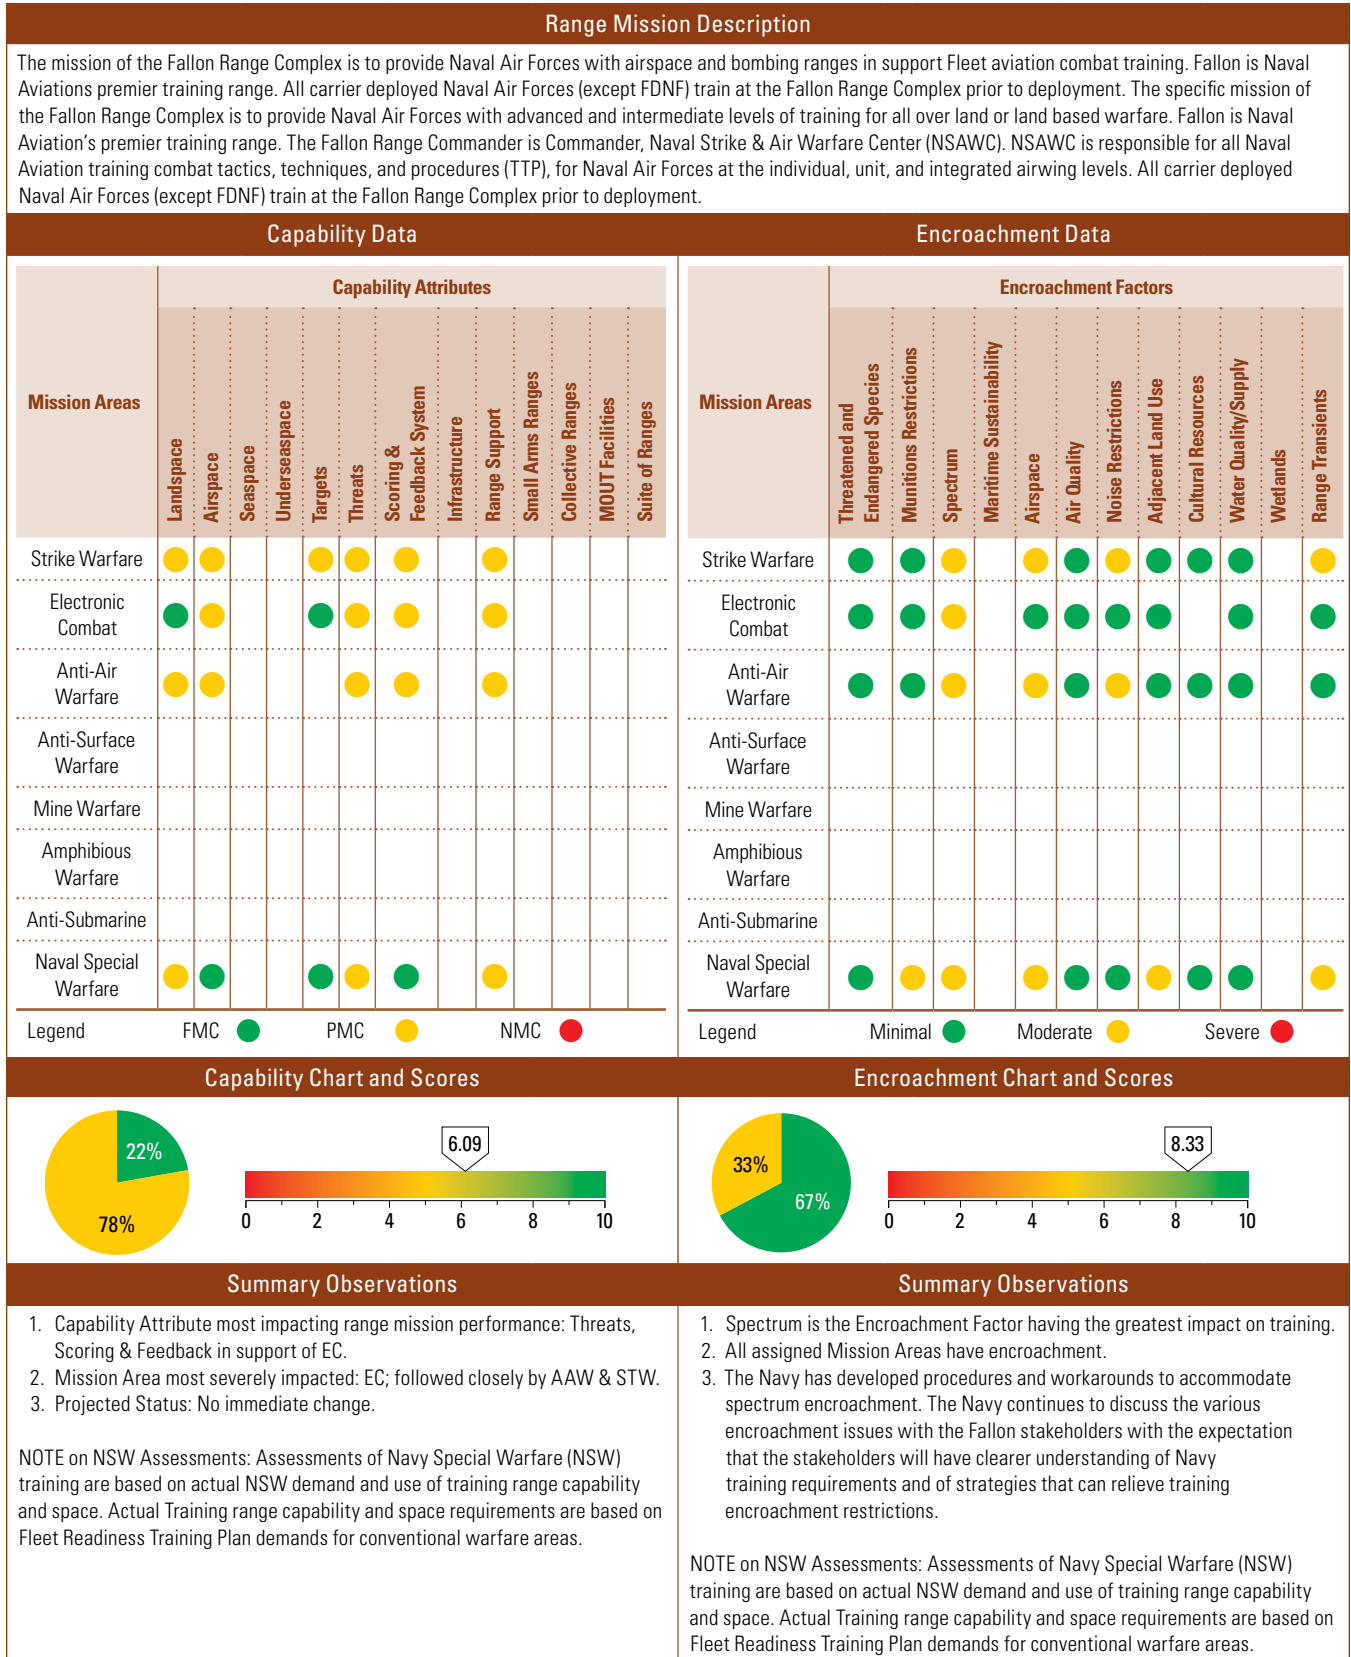 Range Mission Description
The mission of the Fallon Range Complex is to provide Naval Air Forces with airspace and bombing ranges in support Fleet aviation combat training. Fallon is Naval
Aviations premier training range. All carrier deployed Naval Air Forces (except FDNF) train at the Fallon Range Complex prior to deployment. The specific mission of
the Fallon Range Complex is to provide Naval Air Forces with advanced and intermediate levels of training for all over land or land based warfare. Fallon is Naval
Aviation's premier training range. The Fallon Range Commander is Commander, Naval Strike & Air Warfare Center (NSAWC). NSAWC is responsible for all Naval
Aviation training combat tactics, techniques, and procedures (TTP), for Naval Air Forces at the individual, unit, and integrated airwing levels. All carrier deployed
Naval Air Forces (except FDNF) train at the Fallon Range Complex prior to deployment.
Capability Data
Mission Areas
Capability Attributes
Landspace
Airspace
Seaspace
Underseaspace
Targets
Threats
Scoring &
Feedback System
Infrastructure
Range Support
Small Arms Ranges
Collective Ranges
MOUT Facilities
Suite of Ranges
Strike Warfare
Electronic
Combat
Anti-Air
Warfare
Anti-Surface
Warfare
Mine Warfare
Amphibious
Warfare
Anti-Submarine
Naval Special
Warfare
Legend FMC PMC NMC
Encroachment Data
Mission Areas
Encroachment Factors
Threatened and
Endangered Species
Munitions Restrictions
Spectrum
Maritime Sustainability
Airspace
Air Quality
Noise Restrictions
Adjacent Land Use
Cultural Resources
Water Quality/Supply
Wetlands
Range Transients
Strike Warfare
Electronic
Combat
Anti-Air
Warfare
Anti-Surface
Warfare
Mine Warfare
Amphibious
Warfare
Anti-Submarine
Naval Special
Warfare
Legend Minimal Moderate Severe
Capability Chart and Scores
22%
78%
6.09
0 2 4 6 8 10
Encroachment Chart and Scores
33%
67%
8.33
0 2 4 6 8 10
Summary Observations
1. Capability Attribute most impacting range mission performance: Threats,
Scoring & Feedback in support of EC.
2. Mission Area most severely impacted: EC; followed closely by AAW & STW.
3. Projected Status: No immediate change.
NOTE on NSW Assessments: Assessments of Navy Special Warfare (NSW)
training are based on actual NSW demand and use of training range capability
and space. Actual Training range capability and space requirements are based on
Fleet Readiness Training Plan demands for conventional warfare areas.
Summary Observations
1. Spectrum is the Encroachment Factor having the greatest impact on training.
2. All assigned Mission Areas have encroachment.
3. The Navy has developed procedures and workarounds to accommodate
spectrum encroachment. The Navy continues to discuss the various
encroachment issues with the Fallon stakeholders with the expectation
that the stakeholders will have clearer understanding of Navy
training requirements and of strategies that can relieve training
encroachment restrictions.
NOTE on NSW Assessments: Assessments of Navy Special Warfare (NSW)
training are based on actual NSW demand and use of training range capability
and space. Actual Training range capability and space requirements are based on
Fleet Readiness Training Plan demands for conventional warfare areas.